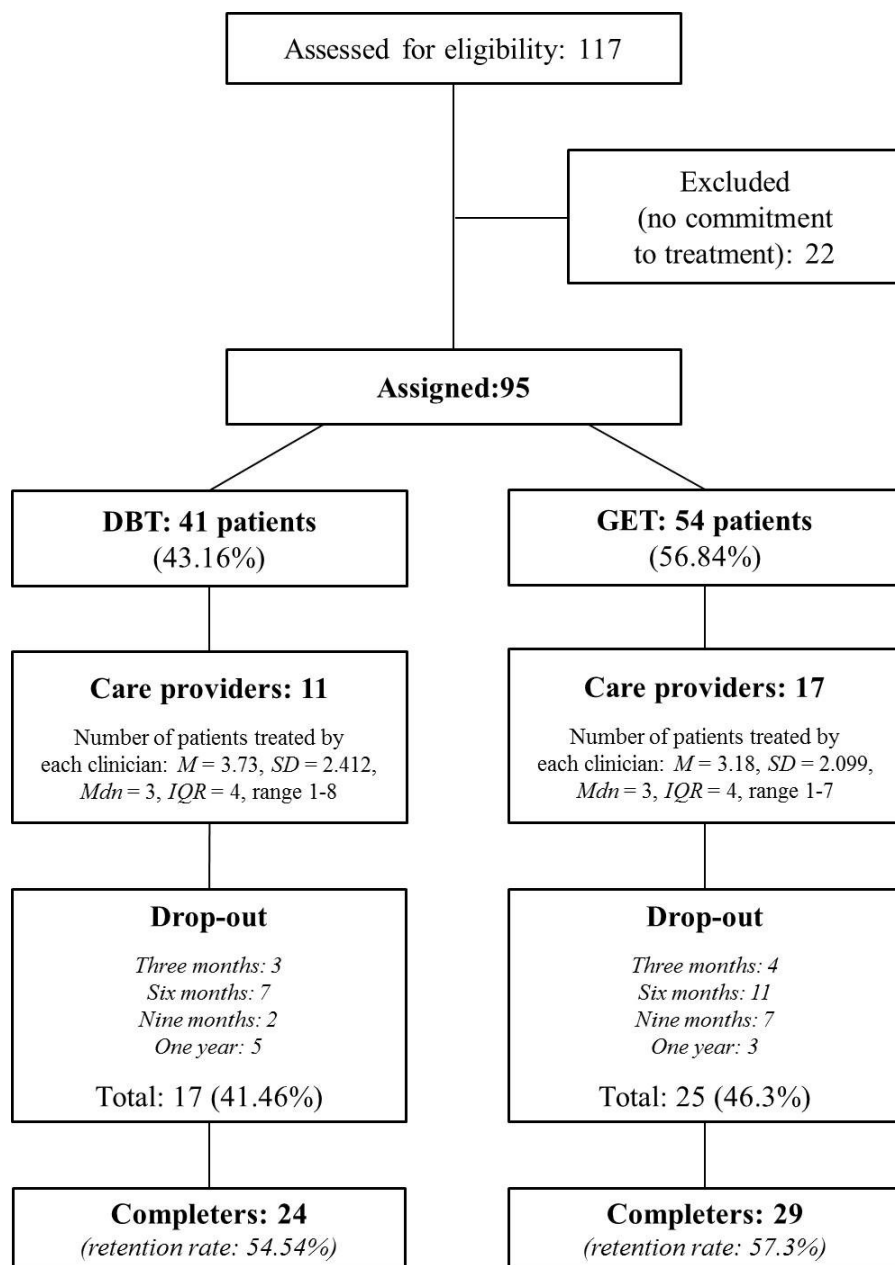 Assessed for eligibility: 117
Excluded
(no commitment
to treatment): 22
Assigned:95
DBT: 41 patients
(43.16%)
GET: 54 patients
(56.84%)
Care providers: 11
Number of patients treated by
each clinician: M = 3.73, SD = 2.412,
Mdn = 3, IQR = 4, range 1-8
Care providers: 17
Number of patients treated by
each clinician: M = 3.18, SD = 2.099,
Mdn = 3, IQR = 4, range 1-7
Drop-out
Three months: 3
Six months: 7
Nine months: 2
One year: 5
Total: 17 (41.46%)
Drop-out
Three months: 4
Six months: 11
Nine months: 7
One year: 3
Total: 25 (46.3%)
Completers: 24
(retention rate: 54.54%)
Completers: 29
(retention rate: 57.3%)